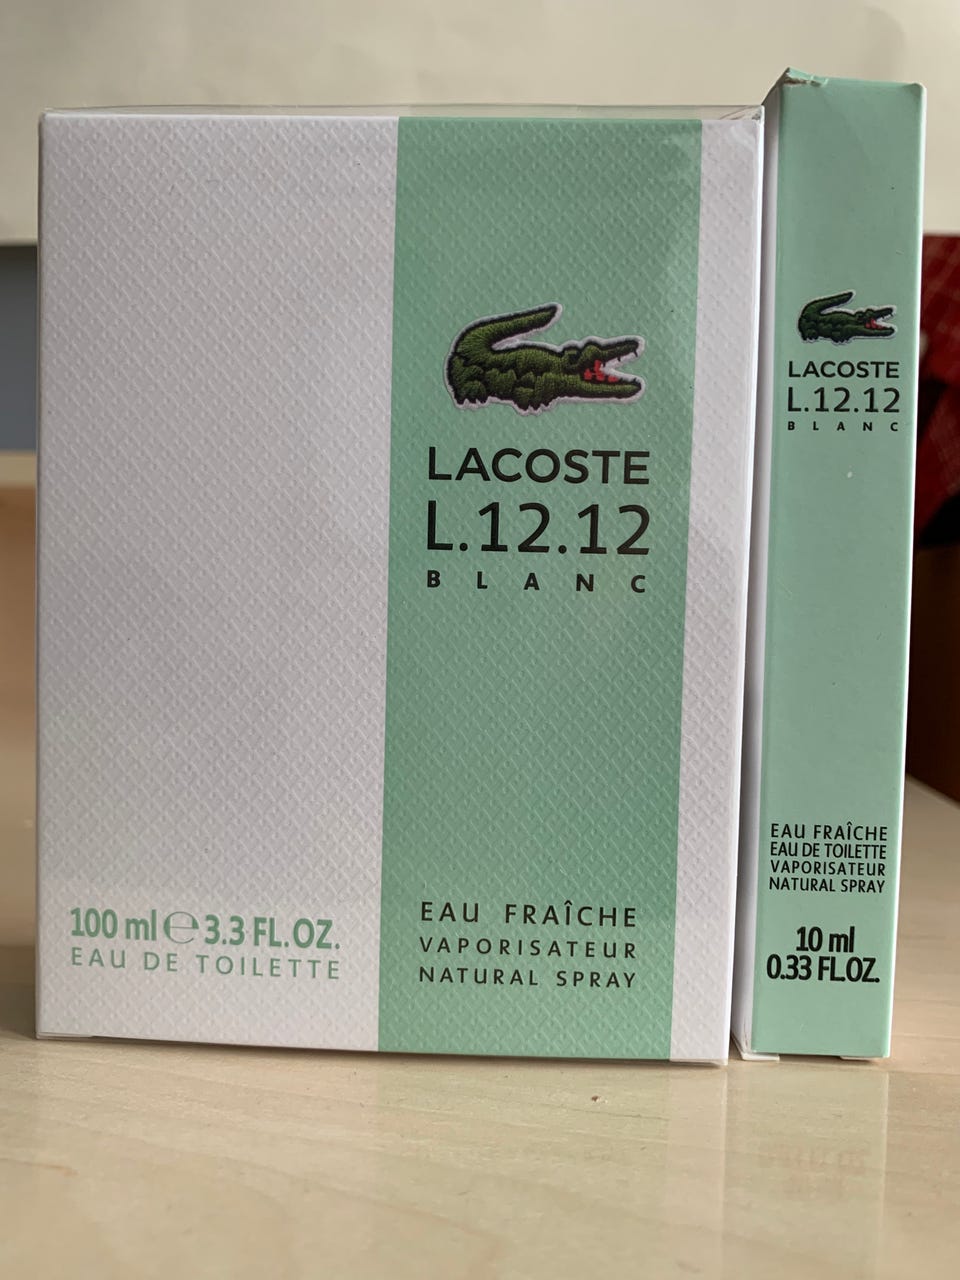 LACOSTE
L.12.12
BLANC
100 ml ℮ 3.3 FL.OZ.
EAU DE TOILETTE
EAU FRAÎCHE
VAPORISATEUR
NATURAL SPRAY
LACOSTE
L.12.12
BLANC
EAU FRAÎCHE
EAU DE TOILETTE
VAPORISATEUR
NATURAL SPRAY
10 ml
0.33 FL.OZ.